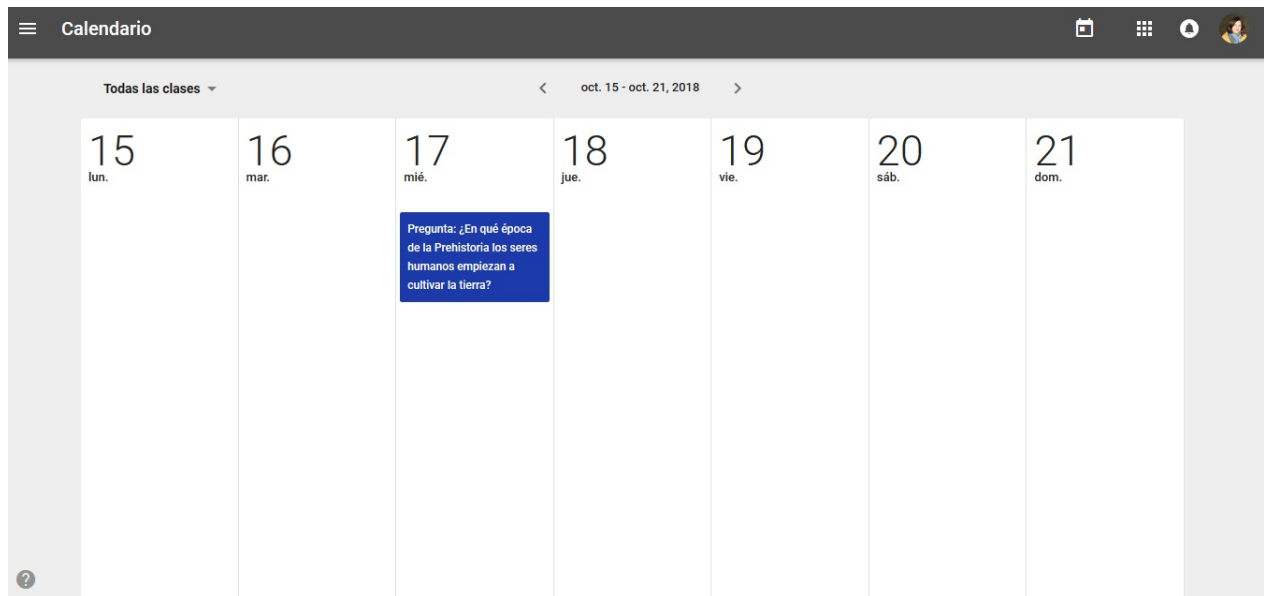 Calendario
Todas las clases
oct. 15 - oct. 21, 2018
15
lun.
16
mar.
17
mié.
18
jue.
19
vie.
20
sáb.
21
dom.
Pregunta: ¿En qué época
de la Prehistoria los seres
humanos empiezan a
cultivar la tierra?